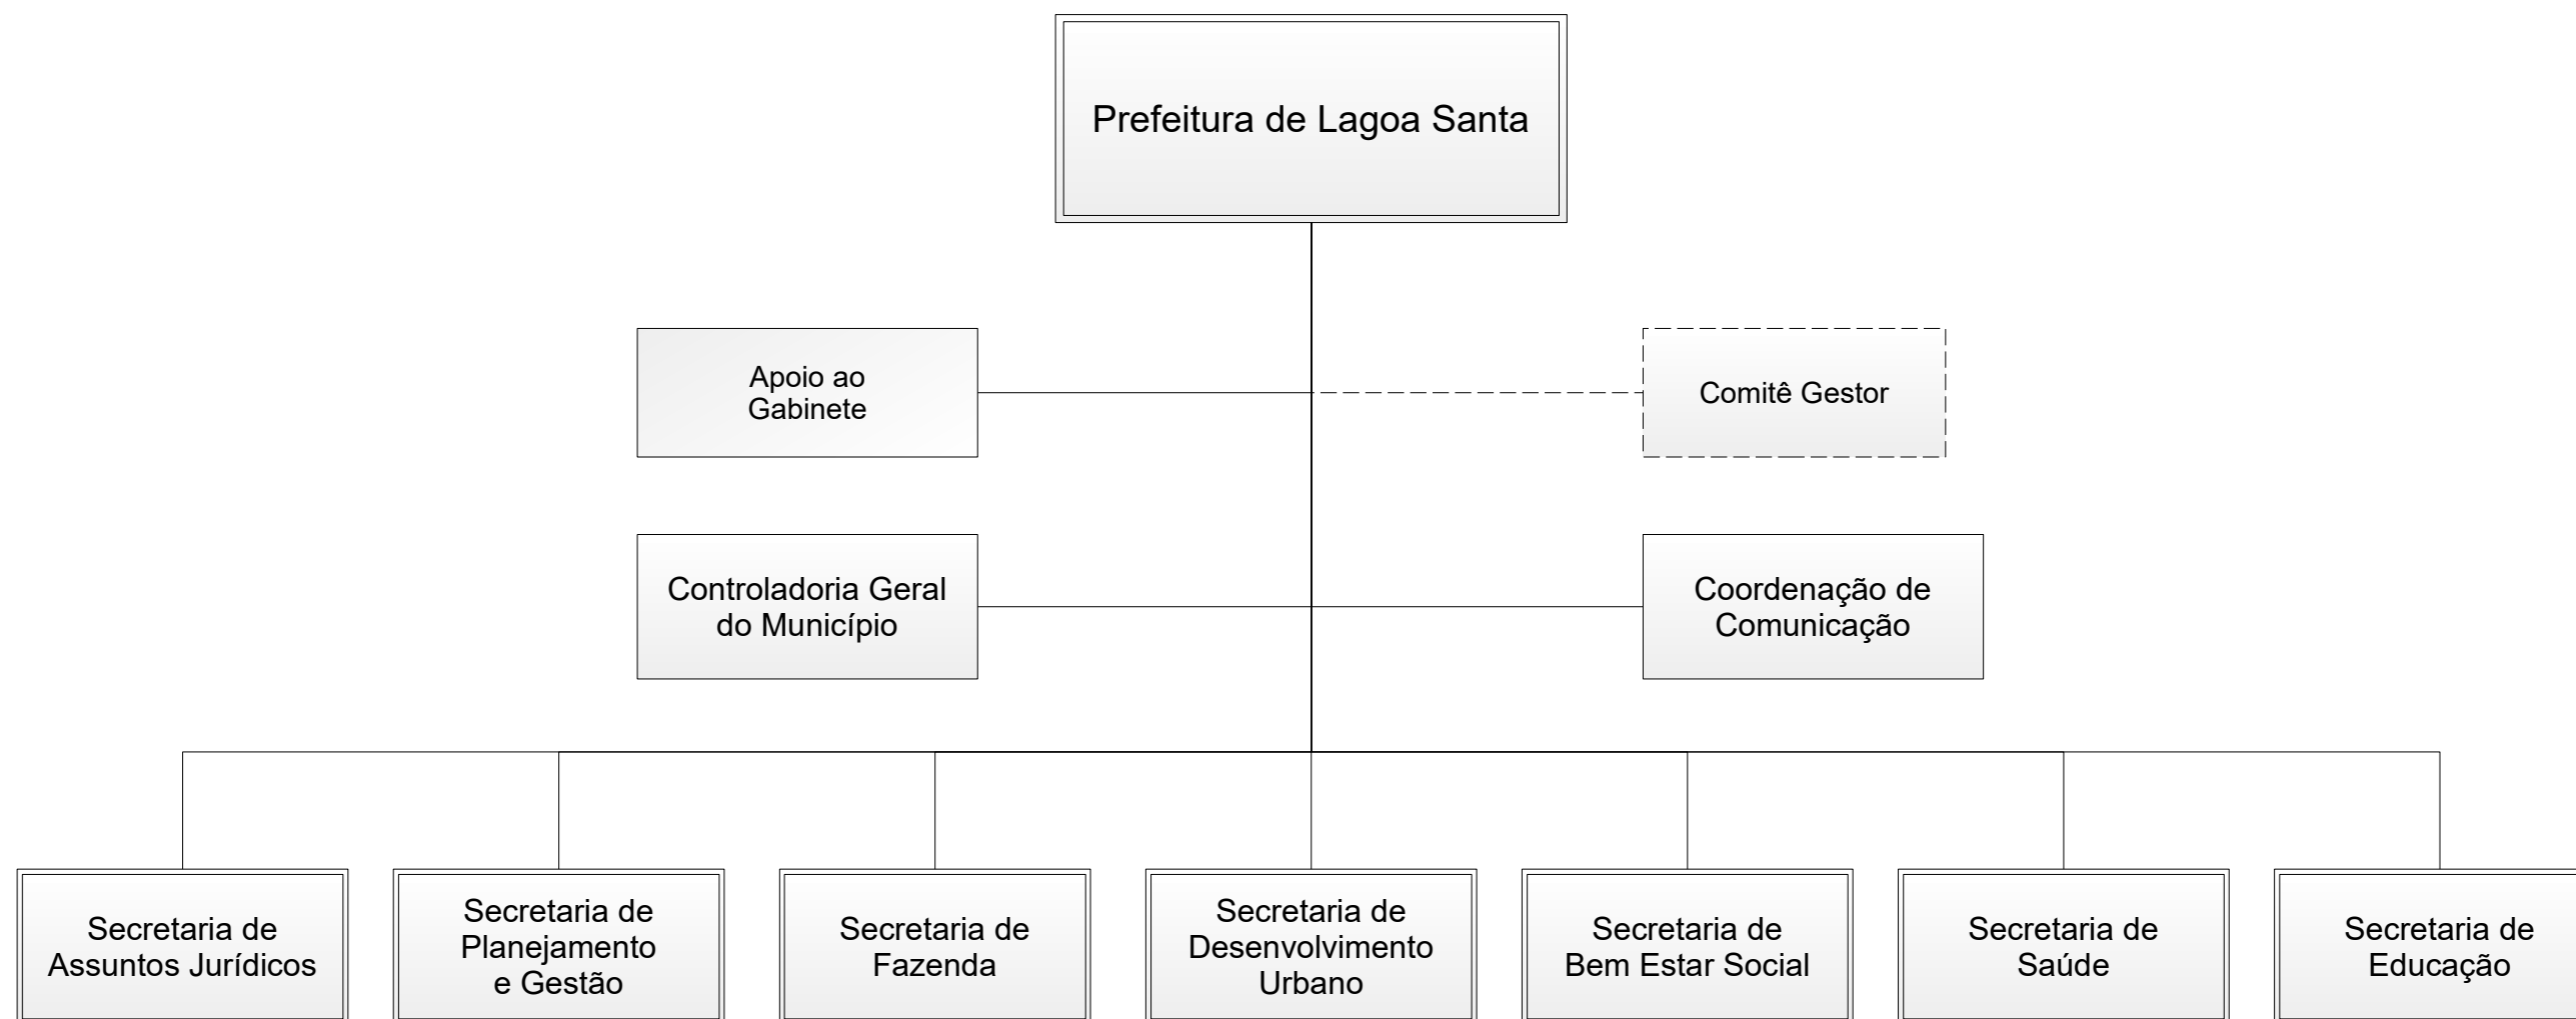 Prefeitura de Lagoa Santa
Apoio ao
Gabinete
Comitê Gestor
Controladoria Geral
do Município
Coordenação de
Comunicação
Secretaria de
Assuntos Jurídicos
Secretaria de
Planejamento
e Gestão
Secretaria de
Fazenda
Secretaria de
Desenvolvimento
Urbano
Secretaria de
Bem Estar Social
Secretaria de
Saúde
Secretaria de
Educação